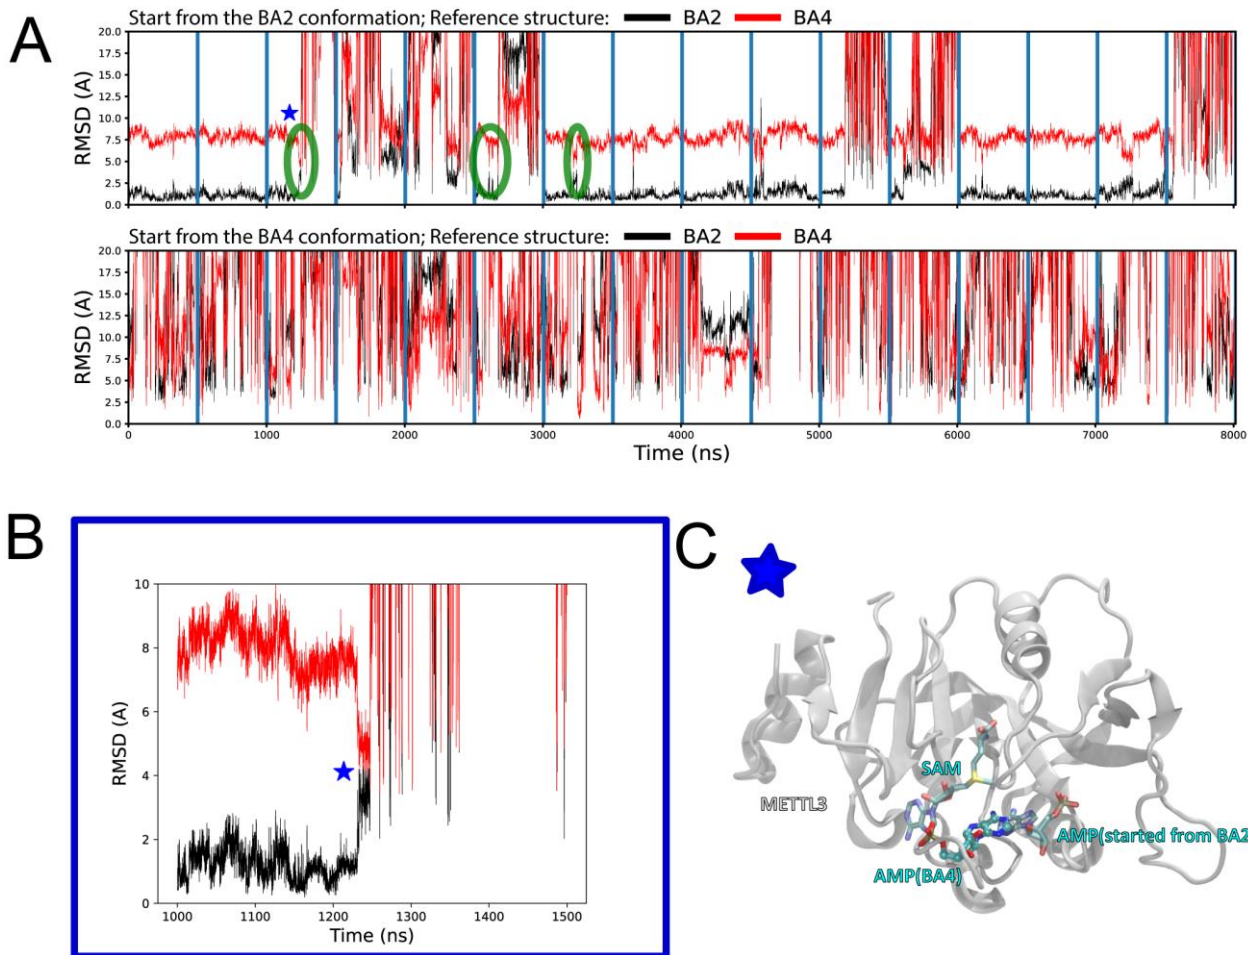 A
Start from the BA2 conformation; Reference structure: BA2 BA4
20.0
17.5
15.0
12.5
10.0
7.5
5.0
2.5
0.0
RMSD (A)
Start from the BA4 conformation; Reference structure: BA2 BA4
20.0
17.5
15.0
12.5
10.0
7.5
5.0
2.5
0.0
RMSD (A)
0 1000 2000 3000 4000 5000 6000 7000 8000
Time (ns)
B
10
8
6
4
2
0
RMSD (A)
1000 1100 1200 1300 1400 1500
Time (ns)
C
SAM
METTL3
AMP(started from BA2
AMP(BA4)